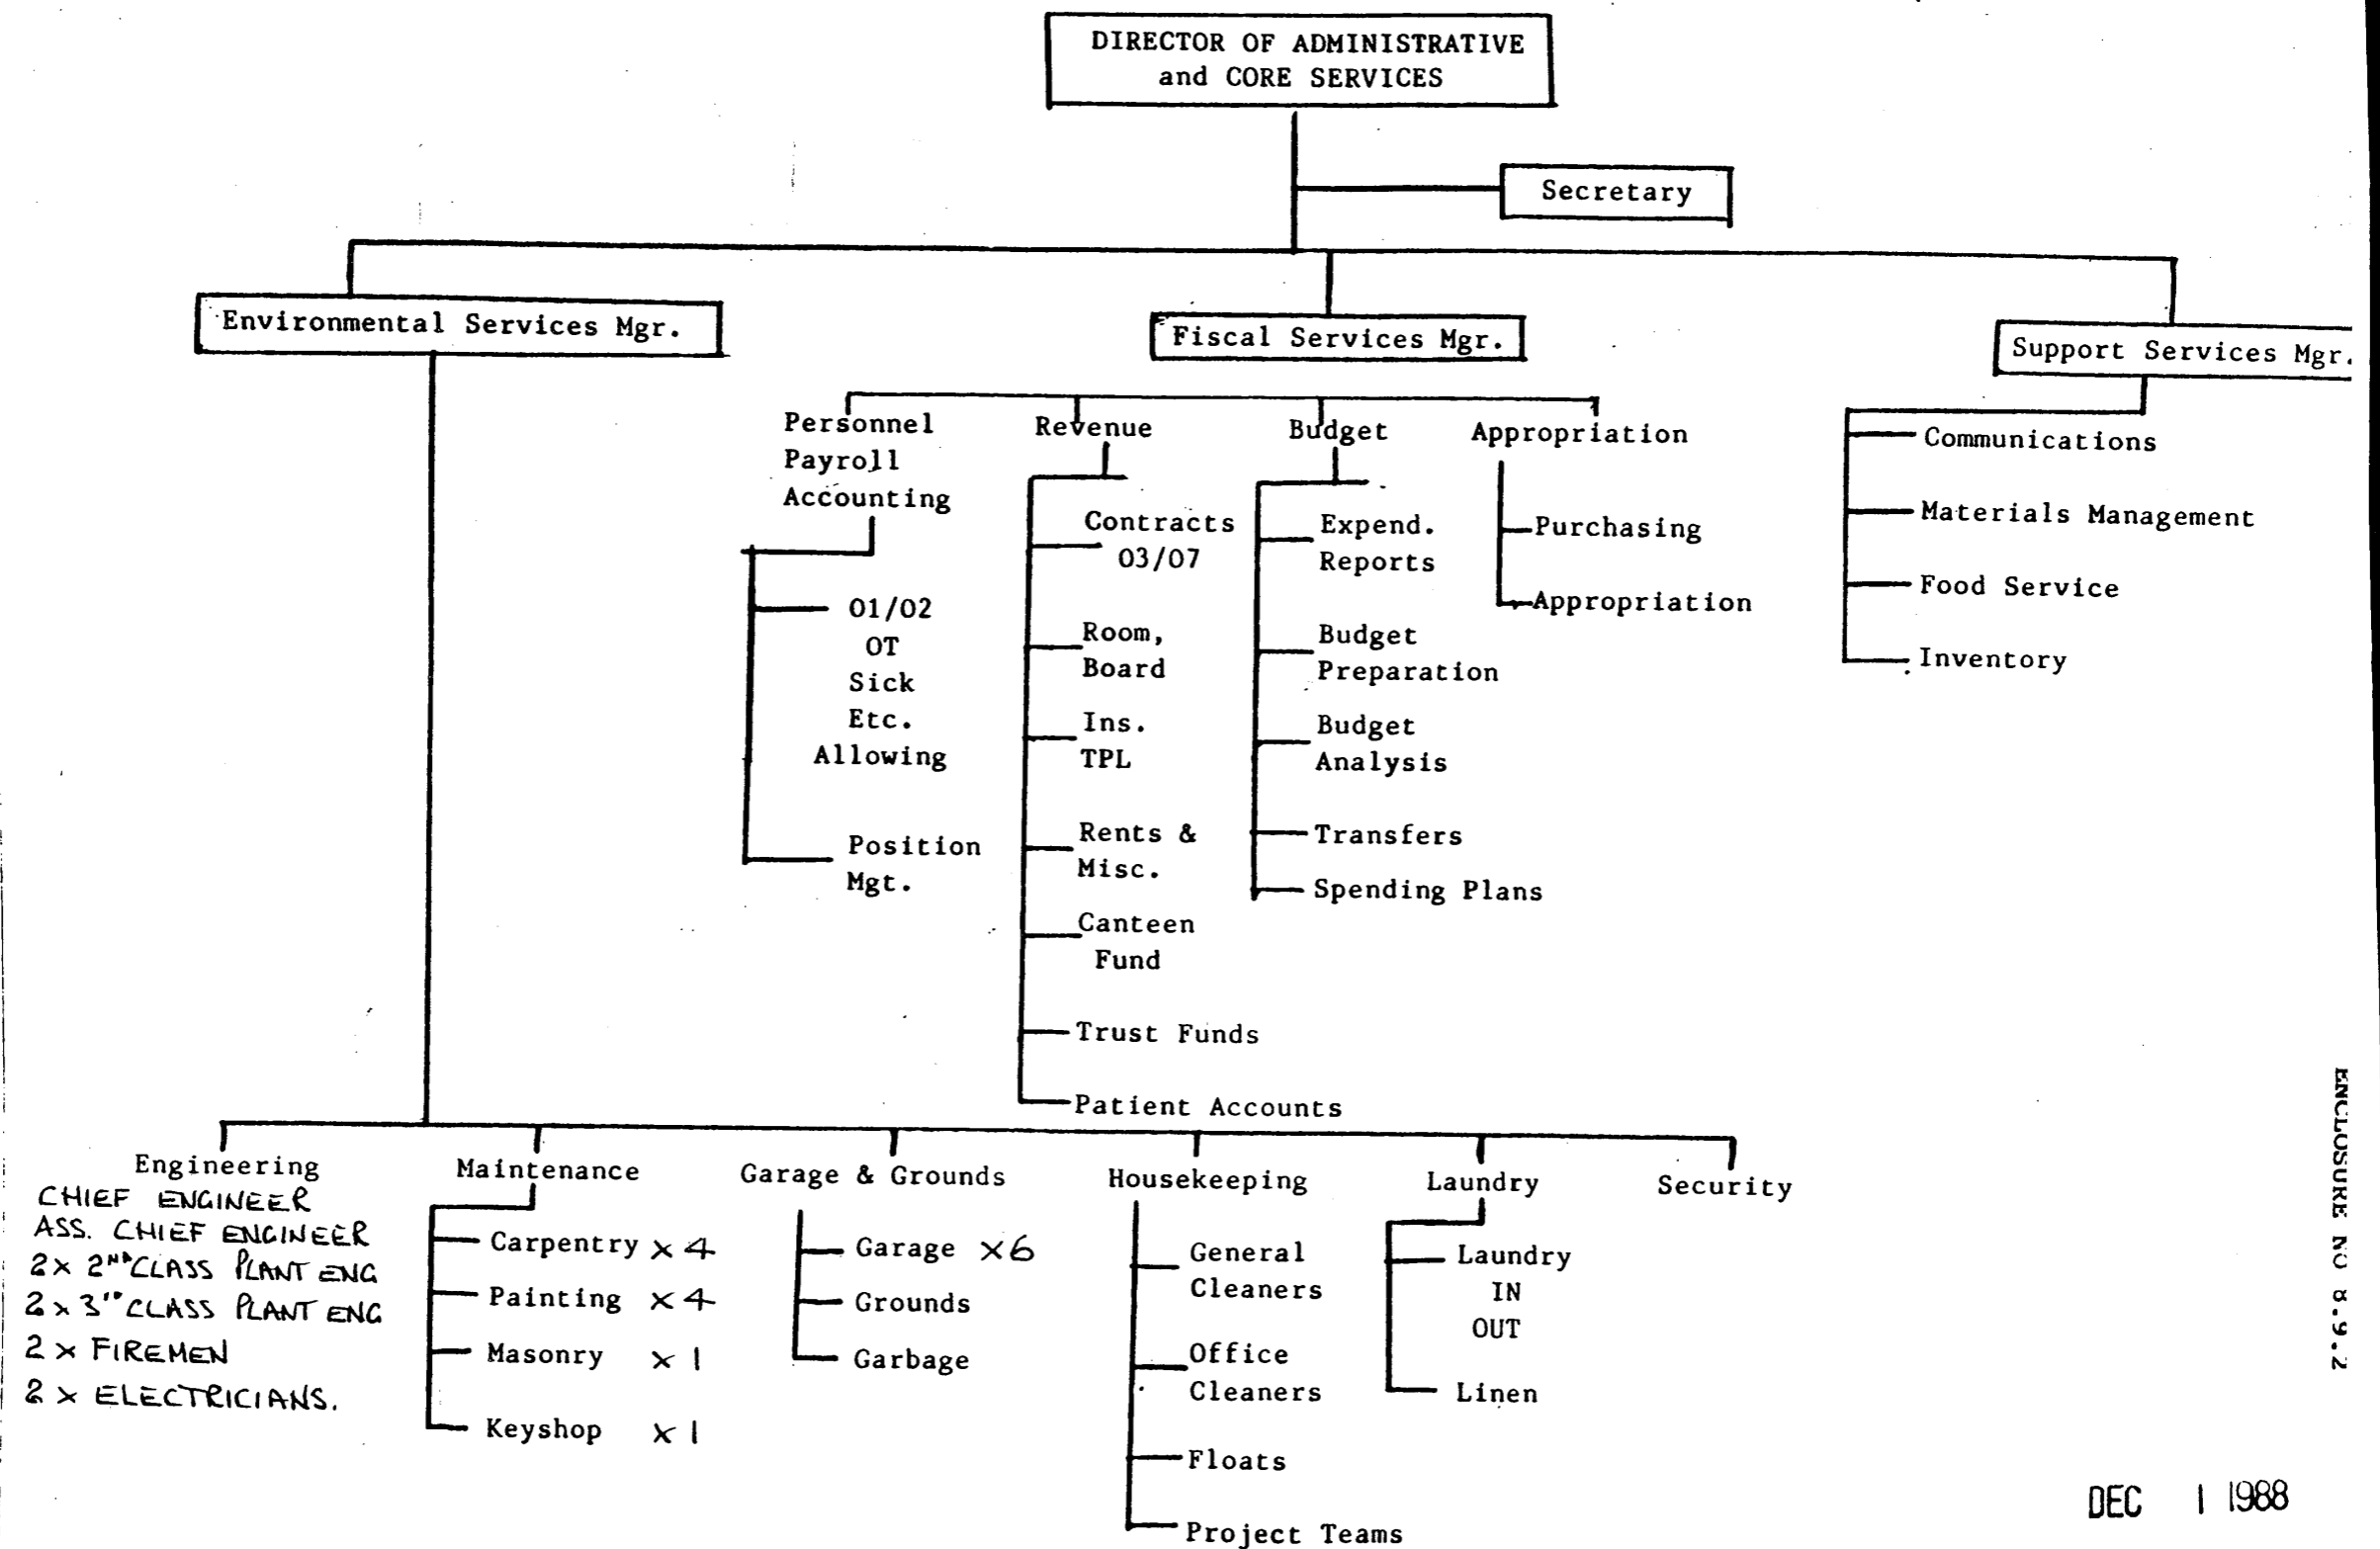 DIRECTOR OF ADMINISTRATIVE
and CORE SERVICES
Secretary
Environmental Services Mgr.
Fiscal Services Mgr.
Support Services Mgr.
Personnel
Payroll
Accounting
01/02
OT
Sick
Etc.
Allowing
Position
Mgt.
Revenue
Contracts
03/07
Room,
Board
Ins.
TPL
Rents &
Misc.
Canteen
Fund
Trust Funds
Patient Accounts
Budget
Expend.
Reports
Budget
Preparation
Budget
Analysis
Transfers
Spending Plans
Appropriation
Purchasing
Appropriation
Communications
Materials Management
Food Service
Inventory
Engineering
CHIEF ENGINEER
ASS. CHIEF ENGINEER
2 x 2ND CLASS PLANT ENG
2 x 3RD CLASS PLANT ENG
2 x FIREMEN
2 x ELECTRICIANS.
Maintenance
Carpentry x 4
Painting x 4
Masonry x 1
Keyshop x 1
Garage & Grounds
Garage x6
Grounds
Garbage
Housekeeping
General
Cleaners
Office
Cleaners
Floats
Project Teams
Laundry
Laundry
IN
OUT
Linen
Security
ENCLOSURE NO 8.9.2
DEC 1 1988